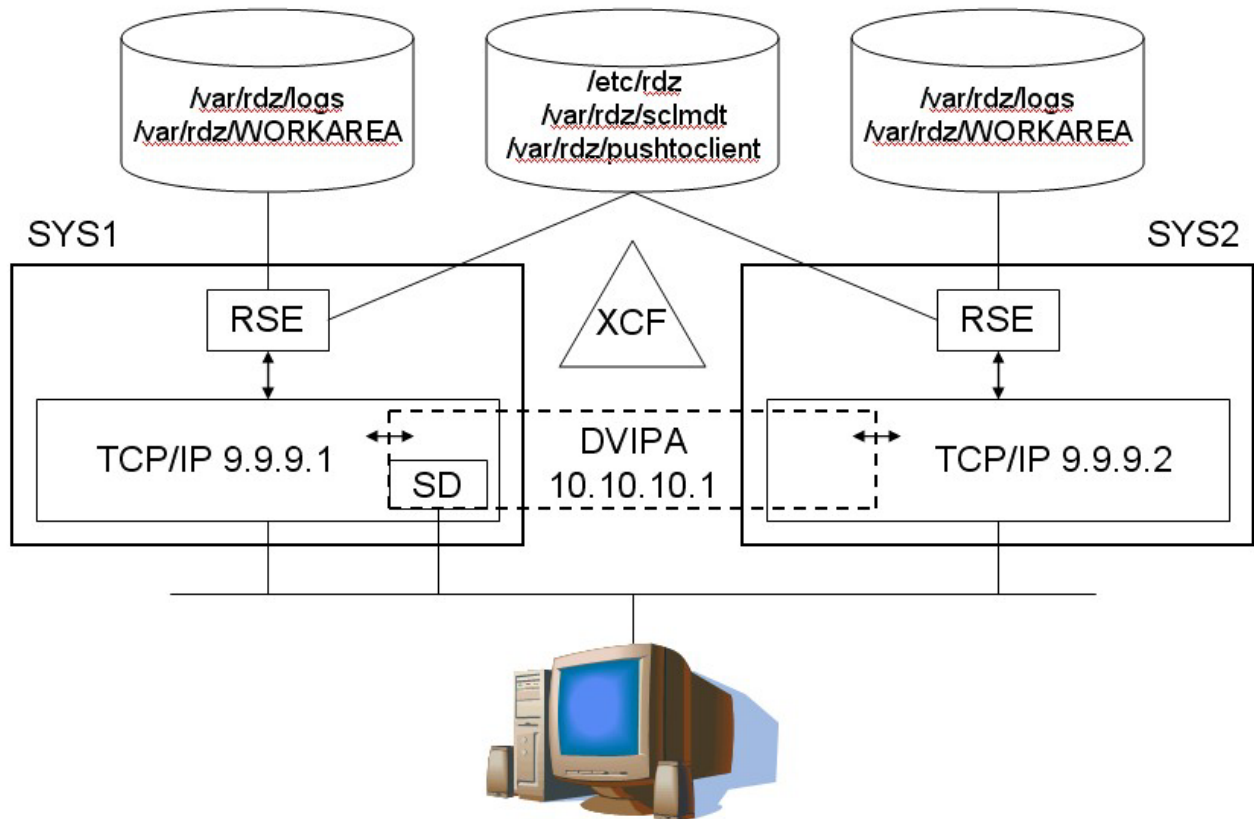 /var/rdz/logs
/var/rdz/WORKAREA
/etc/rdz
/var/rdz/sclmdt
/var/rdz/pushtoclient
/var/rdz/logs
/var/rdz/WORKAREA
SYS1
SYS2
RSE
XCF
RSE
TCP/IP 9.9.9.1
SD
DVIPA
10.10.10.1
TCP/IP 9.9.9.2